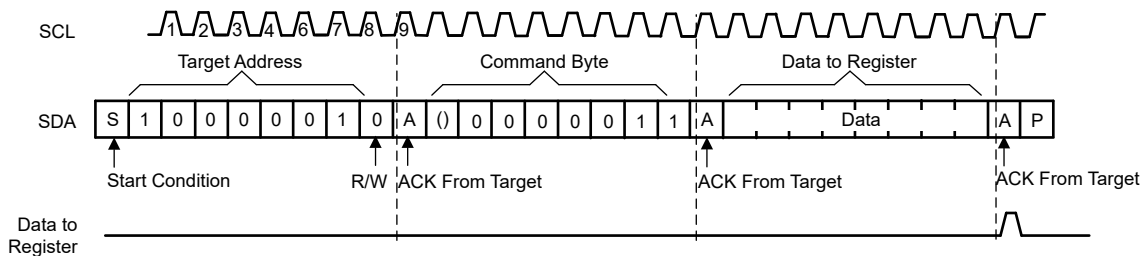 SCL 1 2 3 4 6 7 8 9
Target Address Command Byte Data to Register
SDA S 1 0 0 0 0 0 1 0 A () 0 0 0 0 0 1 1 A Data A P
Start Condition R/W ACK From Target ACK From Target ACK From Target
Data to
Register